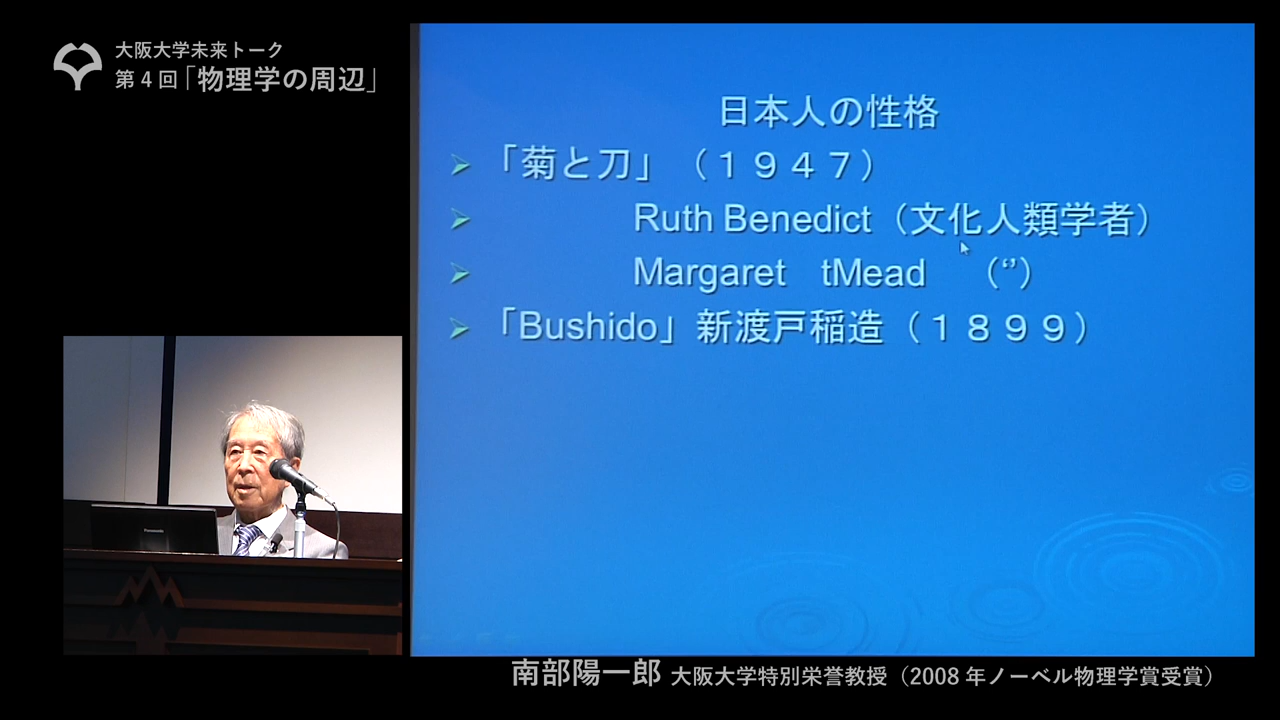 大阪大学未来トーク
第4回「物理学の周辺」
日本人の性格
「菊と刀」（１９４７）
Ruth Benedict（文化人類学者）
Margaret　tMead　（“）
「Bushido」新渡戸稲造（１８９９）
Panasonic
南部陽一郎 大阪大学特別栄誉教授（2008年ノーベル物理学賞受賞）